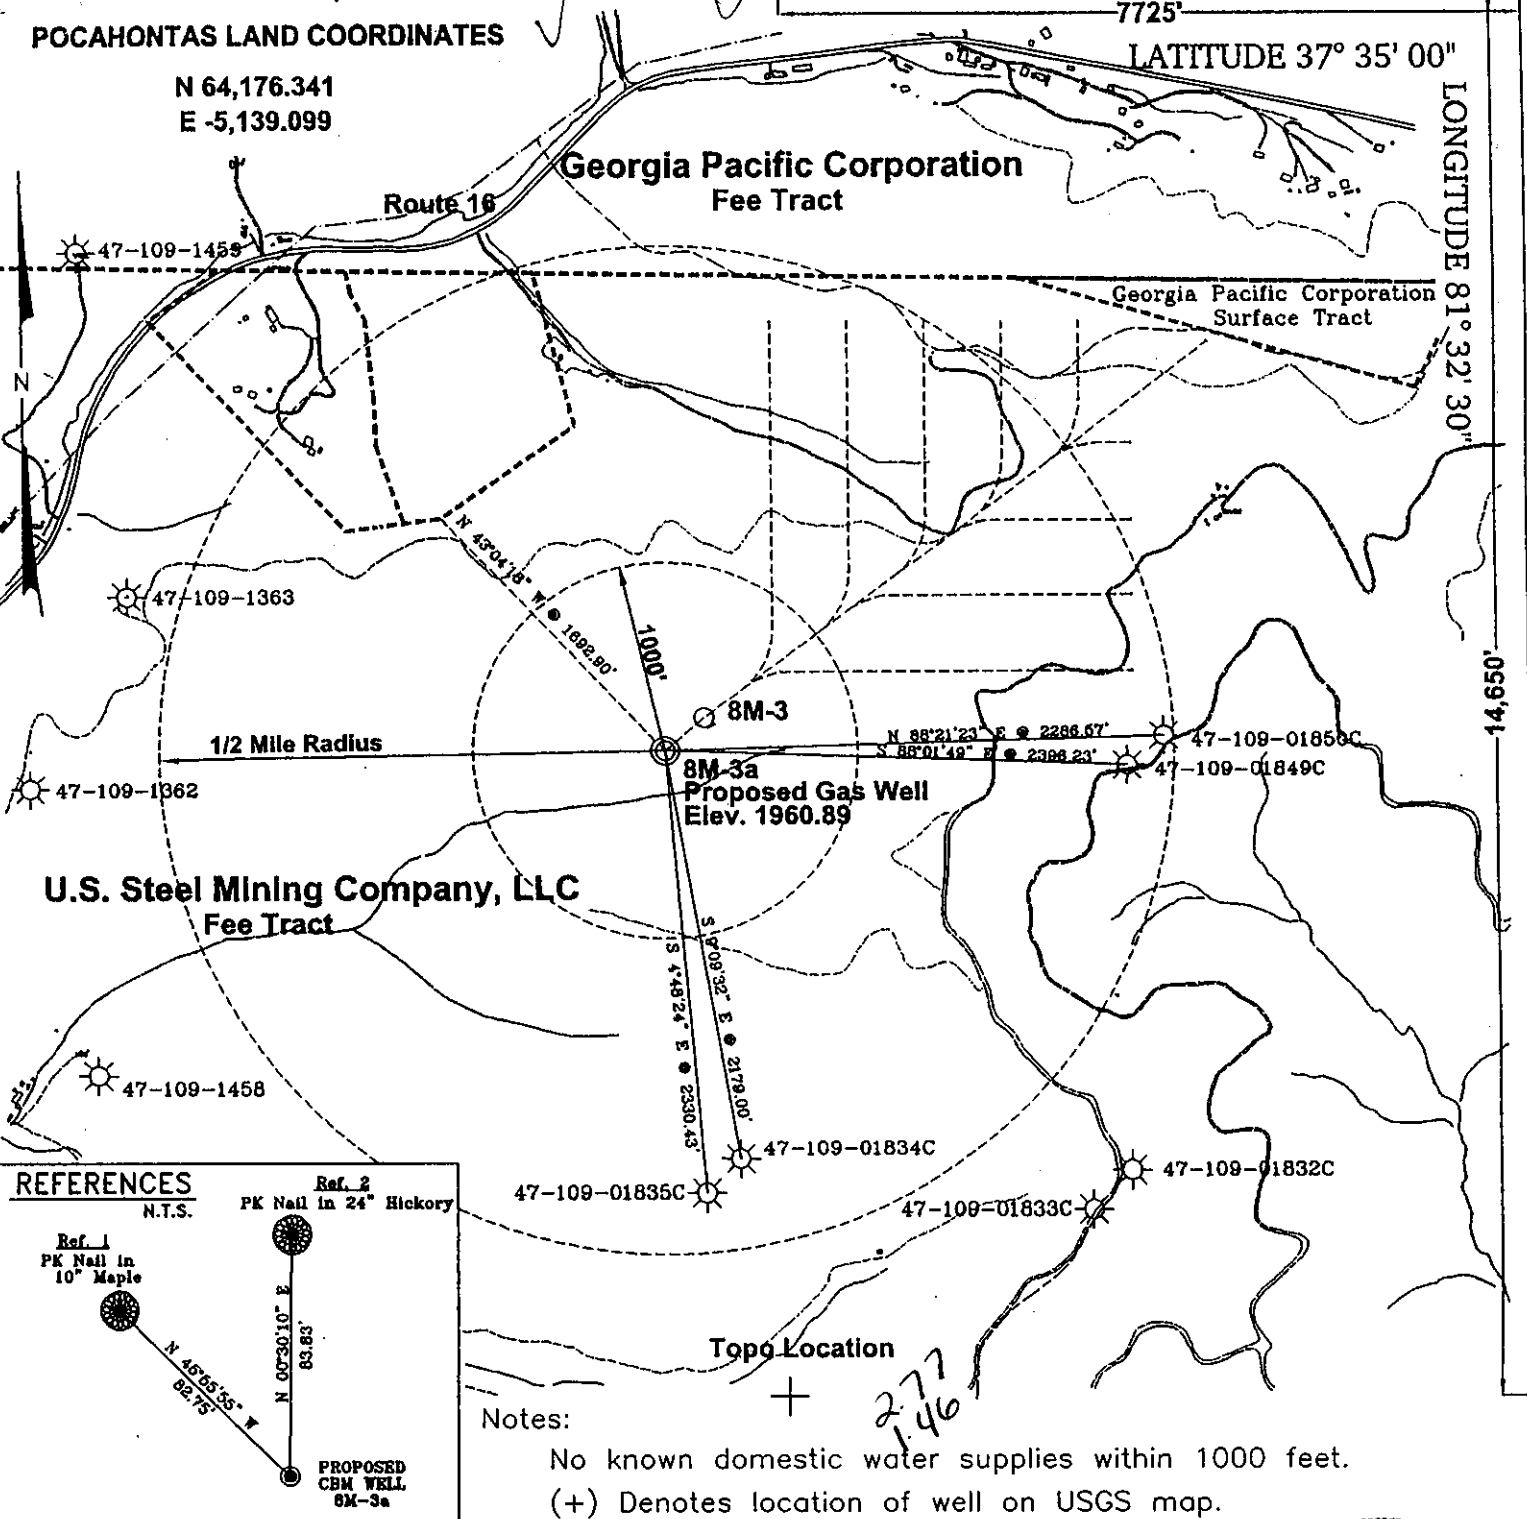 7725'
POCAHONTAS LAND COORDINATES
N 64,176.341
E -5,139.099
LATITUDE 37° 35' 00"
LONGITUDE 81° 32' 30"
Georgia Pacific Corporation
Fee Tract
Route 16
47-109-1459
Georgia Pacific Corporation
Surface Tract
N
N 43°04'18" W @ 1692.90'
47-109-1363
1000'
14,650'
8M-3
1/2 Mile Radius
N 88°21'23" E @ 2286.57'
47-109-01850C
S 88°01'49" E @ 2396.23'
47-109-01849C
8M-3a
Proposed Gas Well
Elev. 1960.89
47-109-1362
U.S. Steel Mining Company, LLC
Fee Tract
S 9°09'32" E @ 2179.00'
S 4°48'24" E @ 2330.43'
47-109-1458
47-109-01834C
47-109-01835C
47-109-01832C
47-109-01833C
REFERENCES
N.T.S.
Ref. 2
PK Nail in 24" Hickory
Ref. 1
PK Nail in
10" Maple
N 00°30'10" E
83.83'
N 45°55'55" W
82.75'
PROPOSED
CBM WELL
8M-3a
Topo Location
2.77
1.46
Notes:
No known domestic water supplies within 1000 feet.
(+) Denotes location of well on USGS map.